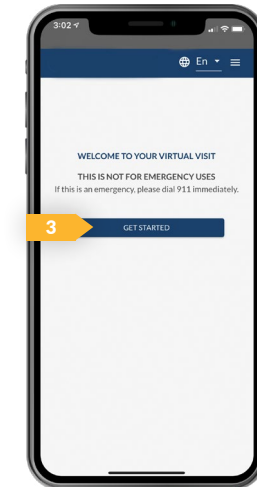 3:02
En
WELCOME TO YOUR VIRTUAL VISIT
THIS IS NOT FOR EMERGENCY USES
If this is an emergency, please dial 911 immediately.
3
GET STARTED